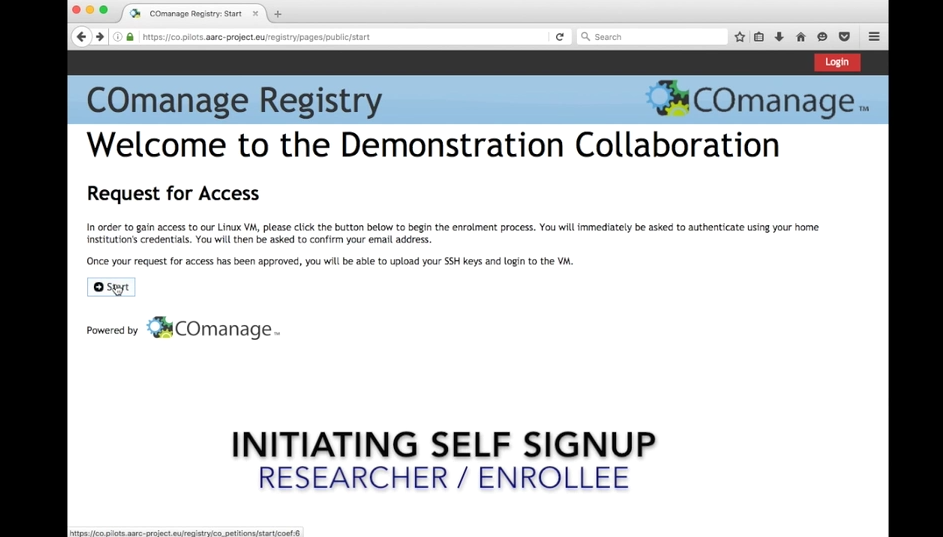 COmanage Registry: Start
https://co.pilots.aarc-project.eu/registry/pages/public/start
Search
Login
COmanage Registry
COmanage TM
Welcome to the Demonstration Collaboration
Request for Access
In order to gain access to our Linux VM, please click the button below to begin the enrolment process. You will immediately be asked to authenticate using your home
institution's credentials. You will then be asked to confirm your email address.
Once your request for access has been approved, you will be able to upload your SSH keys and login to the VM.
Start
Powered by COmanage
INITIATING SELF SIGNUP
RESEARCHER / ENROLLEE
https://co.pilots.aarc-project.eu/registry/co_petitions/start/coef:6